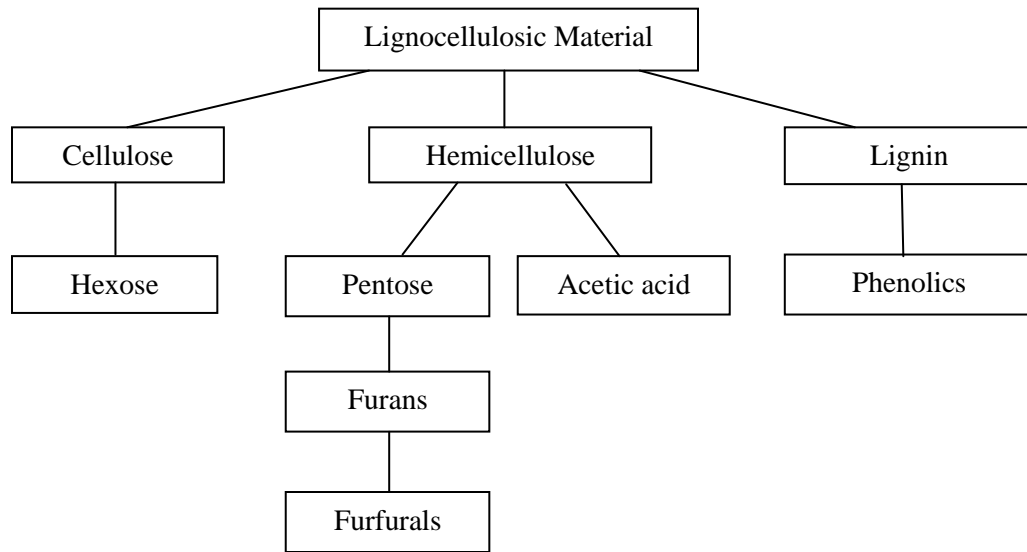 Lignocellulosic Material
Cellulose
Hemicellulose
Lignin
Hexose
Pentose
Acetic acid
Phenolics
Furans
Furfurals